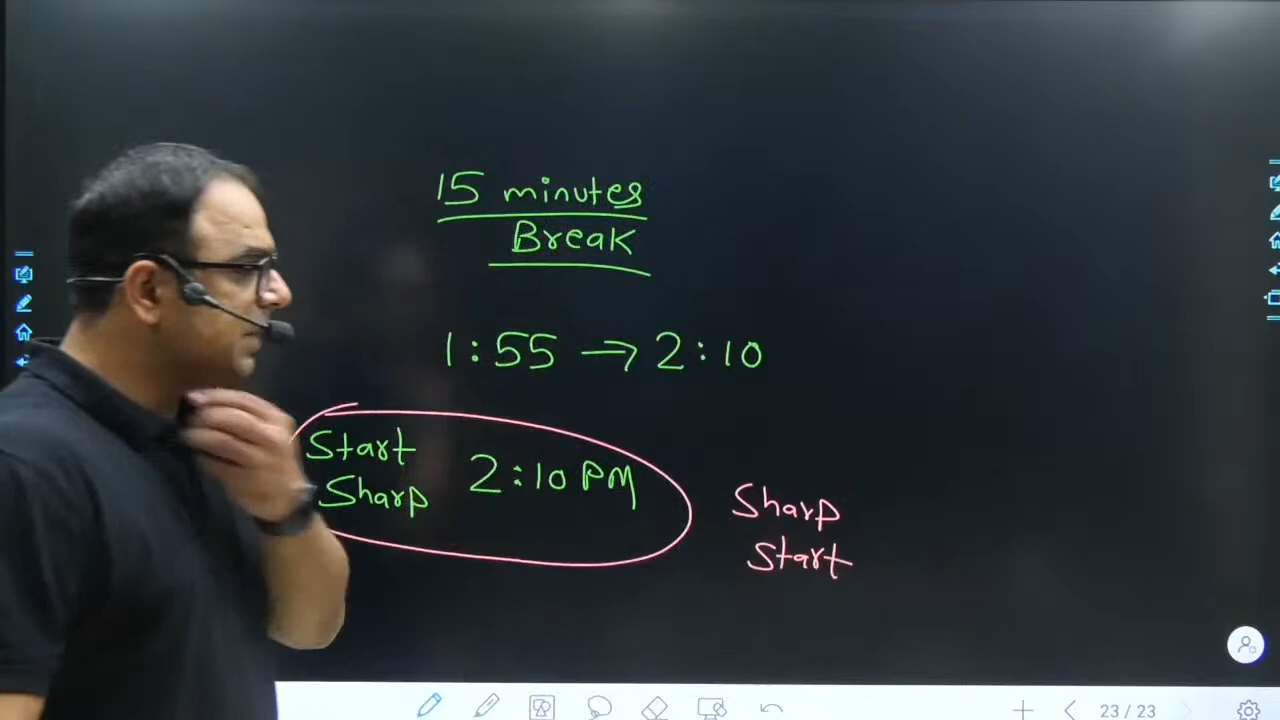 15 minutes
Break
1:55 → 2:10
Start
Sharp 2:10 PM
Sharp
Start
23/23